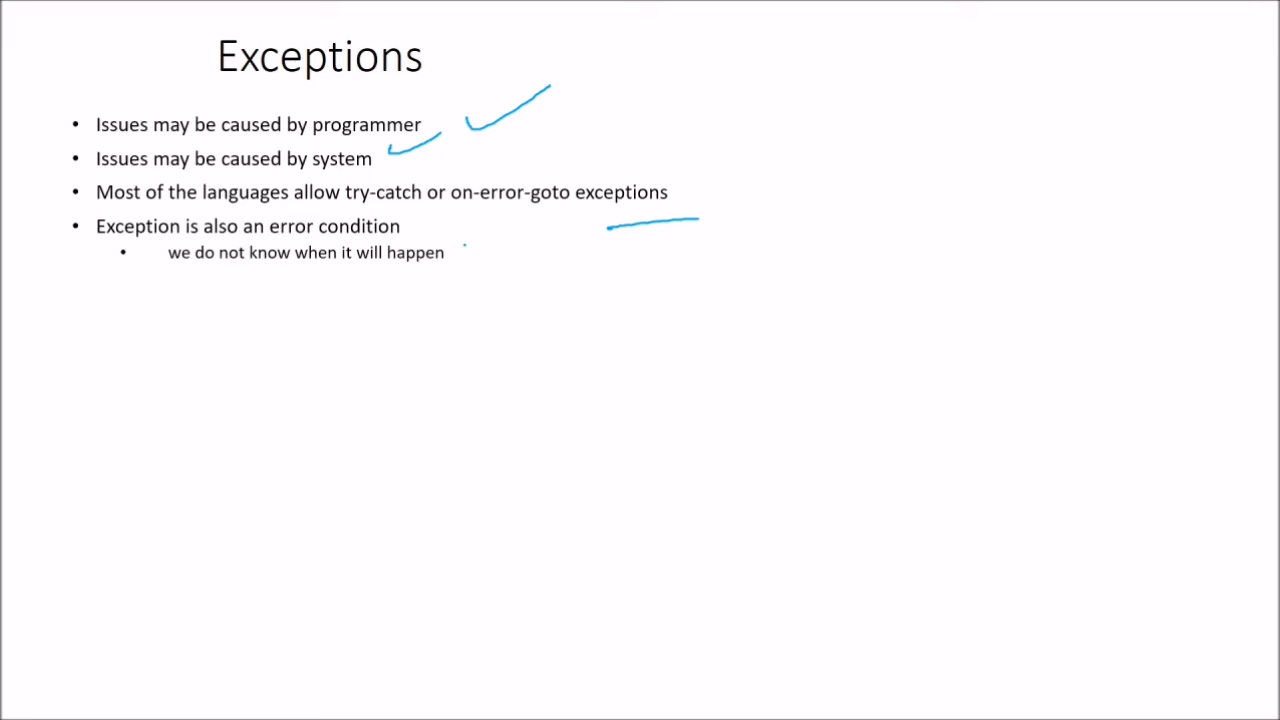 Exceptions
• Issues may be caused by programmer
• Issues may be caused by system
• Most of the languages allow try-catch or on-error-goto exceptions
• Exception is also an error condition
• we do not know when it will happen